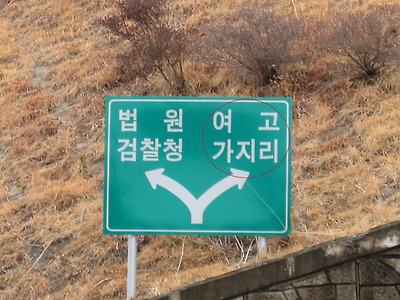 법 원 여 고
검찰청 가지리